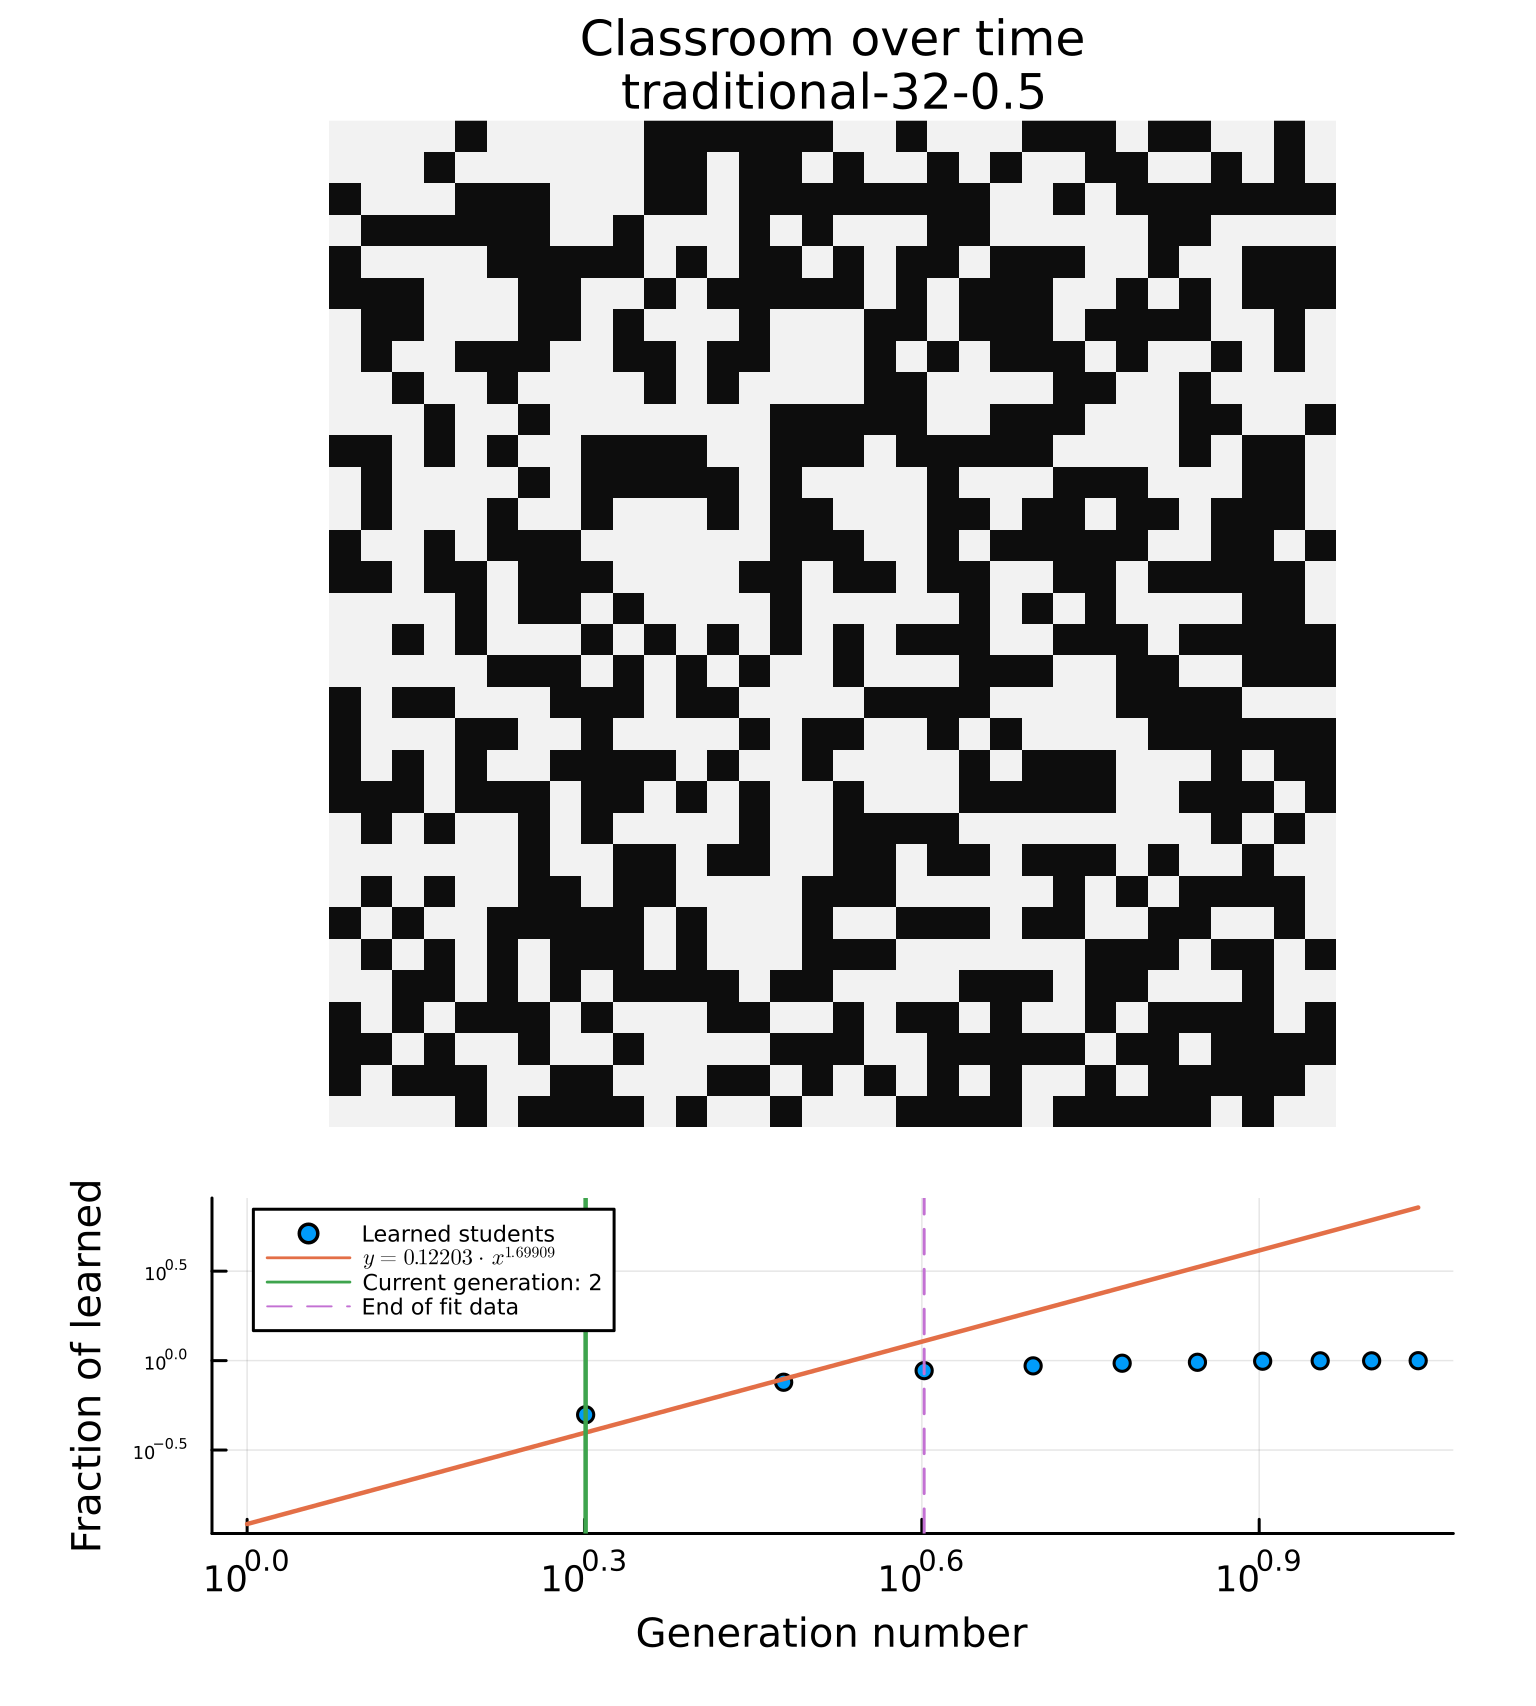 Classroom over time
traditional-32-0.5
Fraction of learned
10^0.5
10^0.0
10^−0.5
Learned students
y = 0.12203 · x^1.69909
Current generation: 2
End of fit data
10^0.0 10^0.3 10^0.6 10^0.9
Generation number